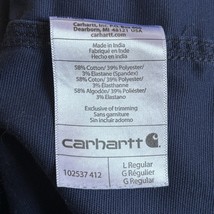 Dearborn, MI 48121 USA
carhartt.com
Made in India
Fabriqué en Inde
Hecho en India
58% Cotton/ 39% Polyester/
3% Elastane (Spandex)
58% Coton/ 39% Polyester/
3% Élasthanne
58% Algodón/ 39% Poliéster/
3% Elastano
Exclusive of trimming
Sans garniture
Sin incluir adornos
carhartt
102537 412
L Regular
G Régulier
G Regular